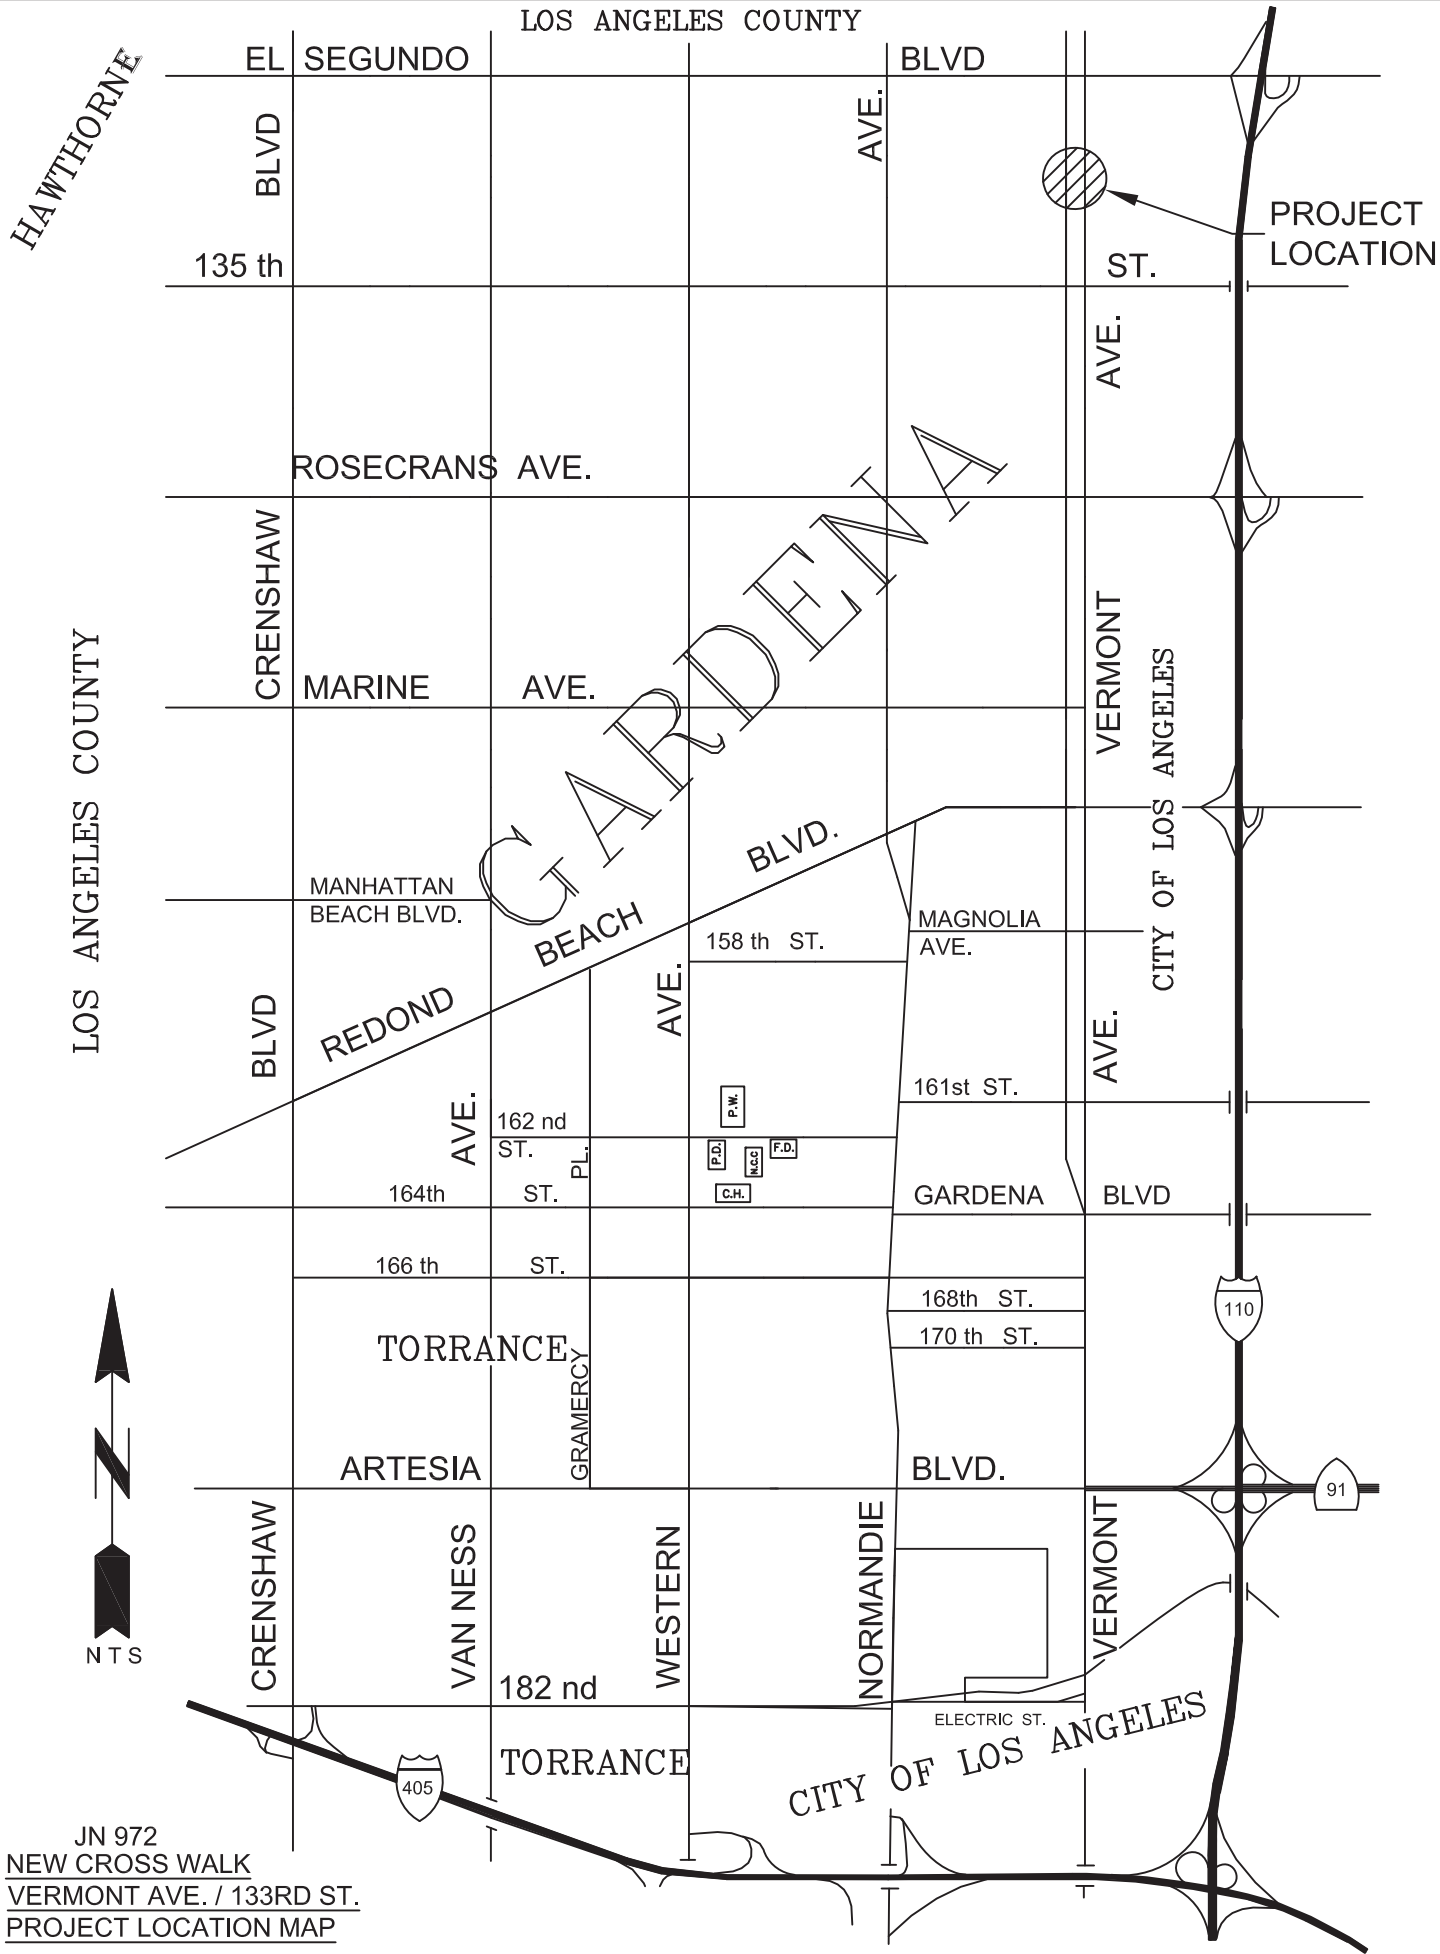 LOS ANGELES COUNTY
EL SEGUNDO BLVD
HAWTHORNE
BLVD
AVE.
PROJECT
LOCATION
135 th ST.
AVE.
ROSECRANS AVE.
CRENSHAW
GARDENA
VERMONT
LOS ANGELES COUNTY
CITY OF LOS ANGELES
MARINE AVE.
MANHATTAN
BEACH BLVD.
REDOND BEACH BLVD.
MAGNOLIA
AVE.
158 th ST.
BLVD
AVE.
AVE.
AVE.
161st ST.
P.W.
162 nd
ST.
PL.
P.D.
N.C.C
F.D.
C.H.
164th ST.
GARDENA BLVD
166 th ST.
168th ST.
110
170 th ST.
TORRANCE
GRAMERCY
ARTESIA BLVD.
91
N
NTS
CRENSHAW
VAN NESS
WESTERN
NORMANDIE
VERMONT
182 nd
ELECTRIC ST.
TORRANCE
CITY OF LOS ANGELES
405
JN 972
NEW CROSS WALK
VERMONT AVE. / 133RD ST.
PROJECT LOCATION MAP